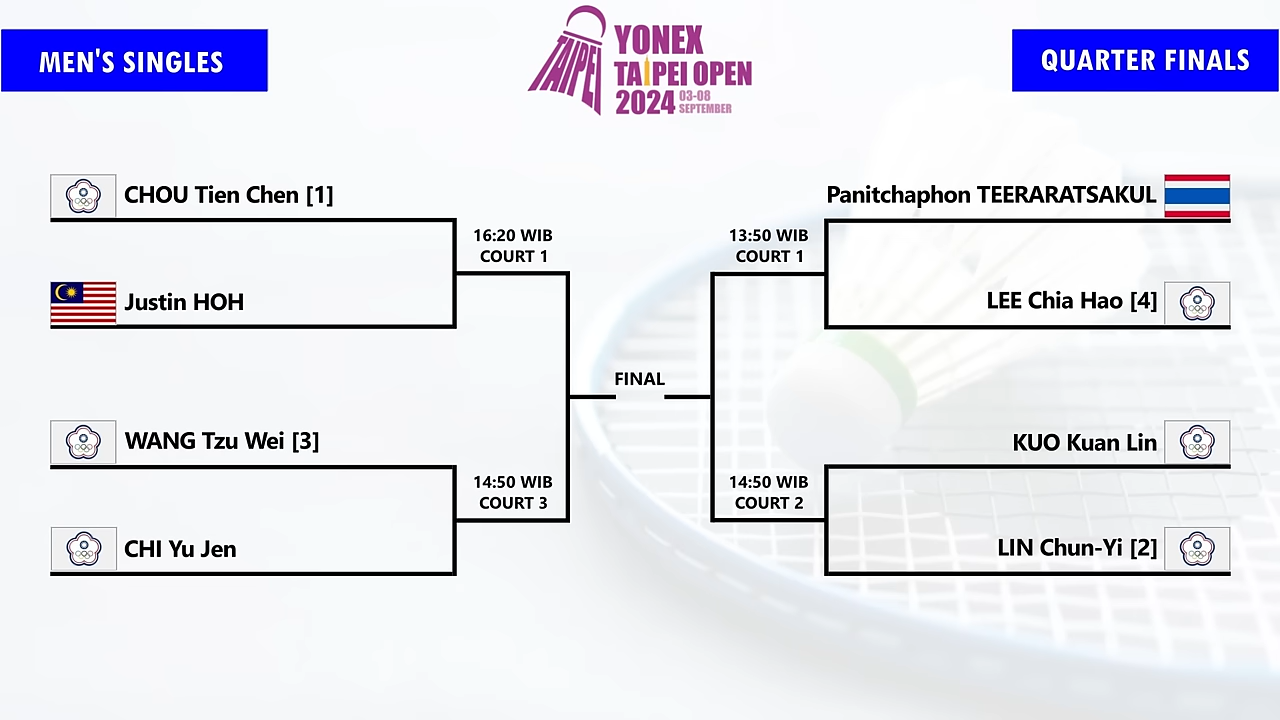 MEN'S SINGLES
TAIPEI
YONEX
TAIPEI OPEN
2024 03-08
SEPTEMBER
QUARTER FINALS
CHOU Tien Chen [1]
Justin HOH
16:20 WIB
COURT 1
WANG Tzu Wei [3]
CHI Yu Jen
14:50 WIB
COURT 3
FINAL
Panitchaphon TEERARATSAKUL
LEE Chia Hao [4]
13:50 WIB
COURT 1
KUO Kuan Lin
LIN Chun-Yi [2]
14:50 WIB
COURT 2